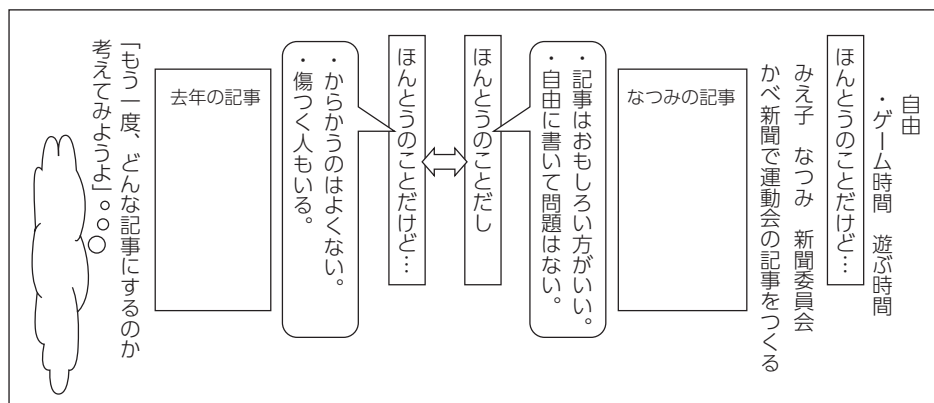 自由
・ゲーム時間　遊ぶ時間
ほんとうのことだけど…
みえ子　なつみ　新聞委員会
かべ新聞で運動会の記事をつくる
なつみの記事
・記事はおもしろい方がいい。
・自由に書いて問題はない。
ほんとうのことだし
ほんとうのことだけど…
・からかうのはよくない。
・傷つく人もいる。
去年の記事
「もう一度、どんな記事にするのか
考えてみようよ」